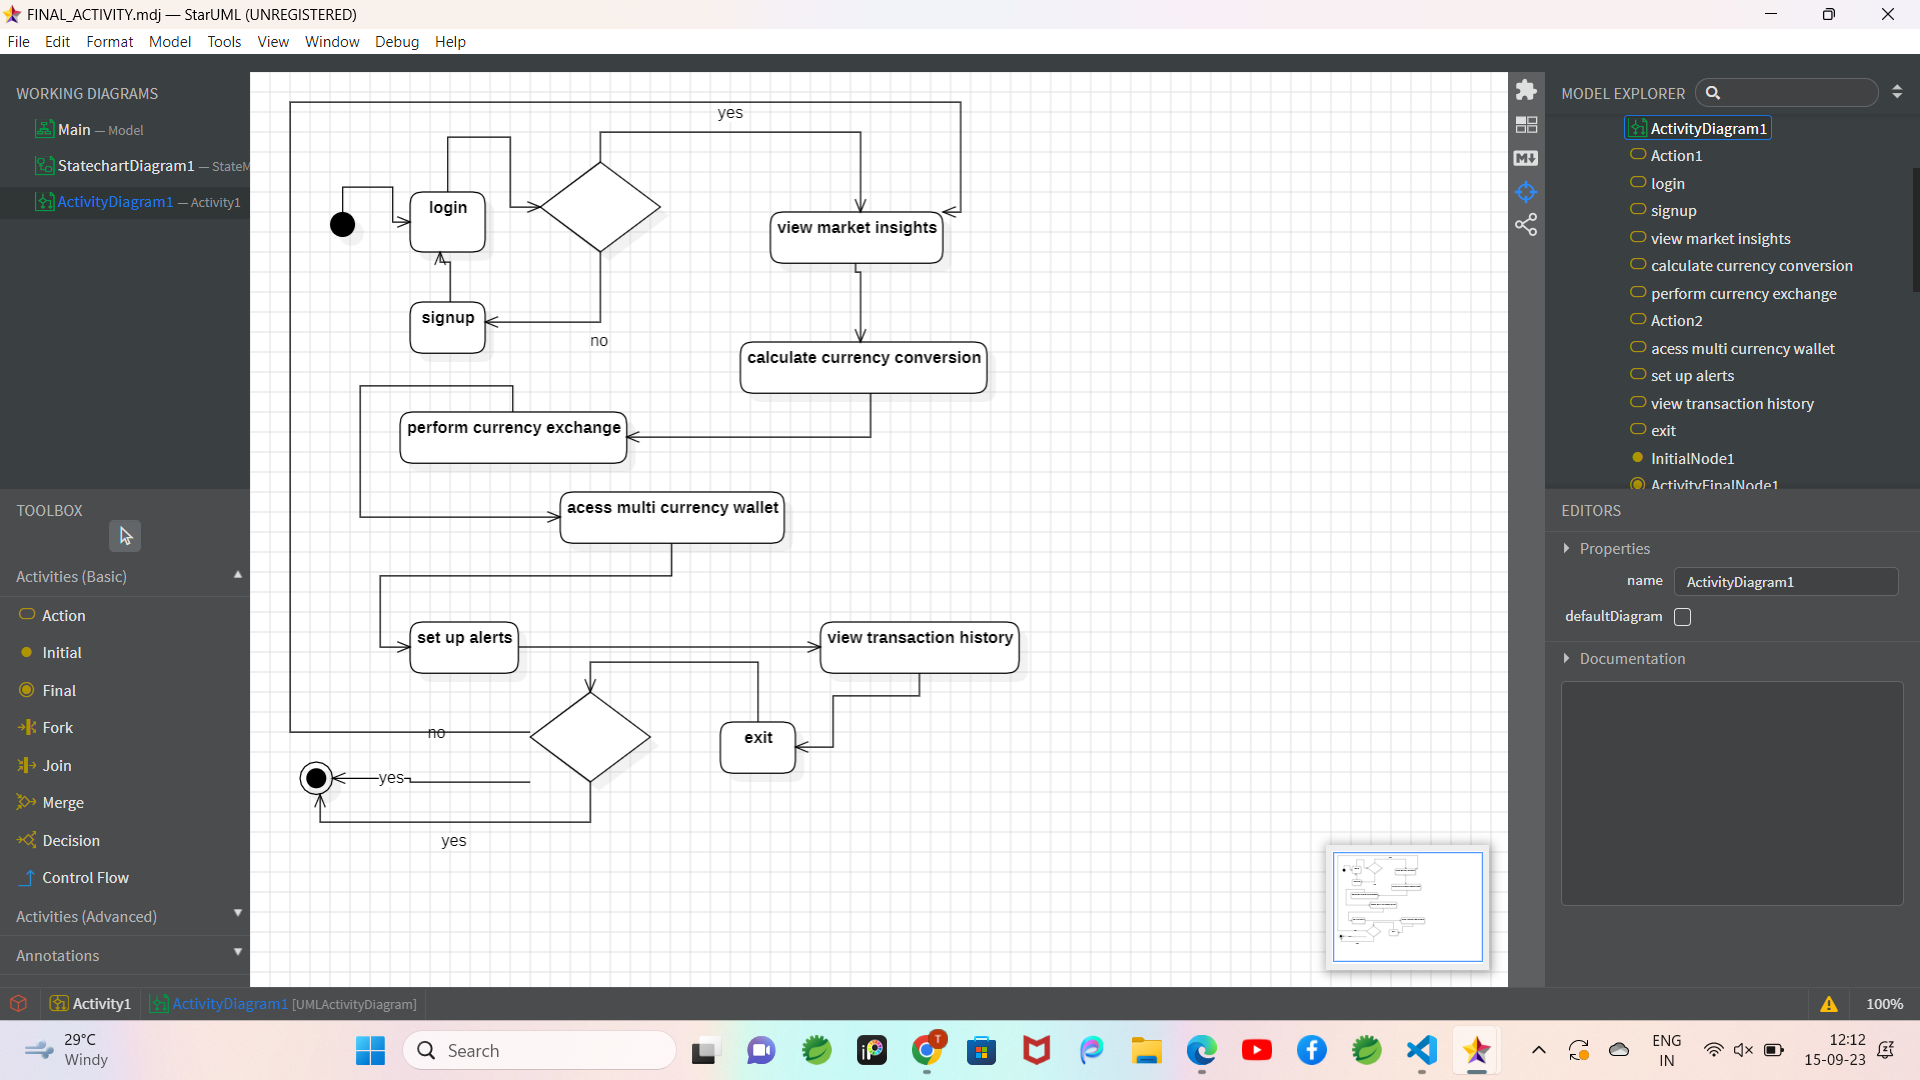 FINAL_ACTIVITY.mdj — StarUML (UNREGISTERED)
File Edit Format Model Tools View Window Debug Help
WORKING DIAGRAMS
Main — Model
StatechartDiagram1 — StateM
ActivityDiagram1 — Activity1
TOOLBOX
Activities (Basic)
Action
Initial
Final
Fork
Join
Merge
Decision
Control Flow
Activities (Advanced)
Annotations
yes
login
view market insights
signup
no
calculate currency conversion
perform currency exchange
acess multi currency wallet
set up alerts
view transaction history
no
exit
yes
yes
M
MODEL EXPLORER
ActivityDiagram1
Action1
login
signup
view market insights
calculate currency conversion
perform currency exchange
Action2
acess multi currency wallet
set up alerts
view transaction history
exit
InitialNode1
ActivityFinalNode1
EDITORS
Properties
name ActivityDiagram1
defaultDiagram
Documentation
Activity1 ActivityDiagram1 [UMLActivityDiagram] 100%
29°C
Windy
Search
iP
T
ENG
IN
12:12
15-09-23